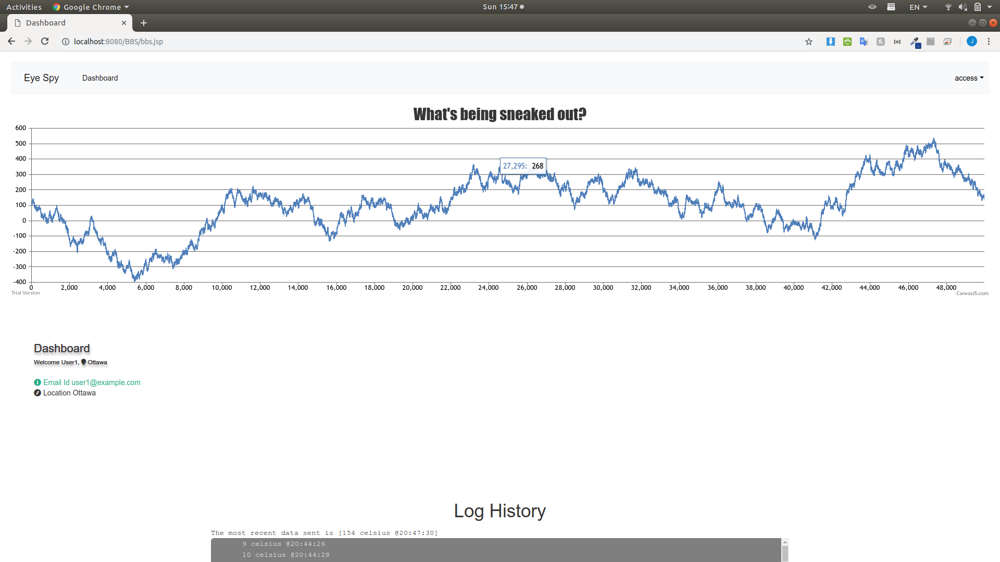 Activities Google Chrome Sun 15:47 EN
Dashboard
localhost:8080/BBS/bbs.jsp J
Eye Spy Dashboard access
What's being sneaked out?
600
500
400
300
200
100
0
-100
-200
-300
-400
27,295: 268
0 2,000 4,000 6,000 8,000 10,000 12,000 14,000 16,000 18,000 20,000 22,000 24,000 26,000 28,000 30,000 32,000 34,000 36,000 38,000 40,000 42,000 44,000 46,000 48,000
Trial Version CanvasJS.com
Dashboard
Welcome User1, Ottawa
Email Id user1@example.com
Location Ottawa
Log History
The most recent data sent is [154 celsius @20:47:30]
9 celsius @20:44:26
10 celsius @20:44:28